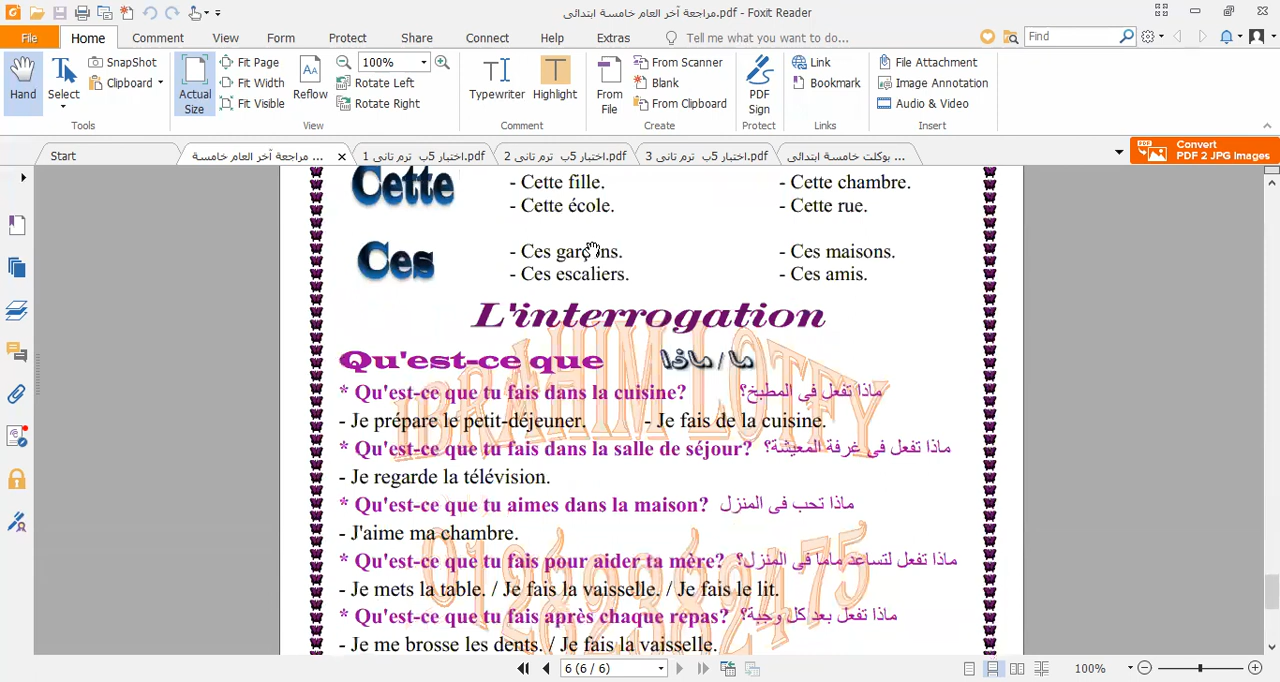 مراجعة آخر العام خامسة ابتدائى.pdf - Foxit Reader
File Home Comment View Form Protect Share Connect Help Extras Tell me what you want to do... Find
Hand Select SnapShot Clipboard Actual Size Fit Page Fit Width Fit Visible Reflow 100% Rotate Left Rotate Right Typewriter Highlight From File From Scanner Blank From Clipboard PDF Sign Link Bookmark File Attachment Image Annotation Audio & Video
Tools View Comment Create Protect Links Insert
Start مراجعة آخر العام خامسة ... اختبار 5ب ترم تانى 1.pdf اختبار 5ب ترم تانى 2.pdf اختبار 5ب ترم تانى 3.pdf بوكلت خامسة ابتدائى ... Convert PDF 2 JPG Images
Cette - Cette fille. - Cette chambre.
- Cette école. - Cette rue.
Ces - Ces garçons. - Ces maisons.
- Ces escaliers. - Ces amis.
L'interrogation
Qu'est-ce que ما / ماذا
* Qu'est-ce que tu fais dans la cuisine? ماذا تفعل فى المطبخ؟
- Je prépare le petit-déjeuner. - Je fais de la cuisine.
* Qu'est-ce que tu fais dans la salle de séjour? ماذا تفعل فى غرفة المعيشة؟
- Je regarde la télévision.
* Qu'est-ce que tu aimes dans la maison? ماذا تحب فى المنزل
- J'aime ma chambre.
* Qu'est-ce que tu fais pour aider ta mère? ماذا تفعل لتساعد ماما فى المنزل؟
- Je mets la table. / Je fais la vaisselle. / Je fais le lit.
* Qu'est-ce que tu fais après chaque repas? ماذا تفعل بعد كل وجبة؟
- Je me brosse les dents. / Je fais la vaisselle.
IBRAHIM LOTFY
01282382475
6 (6 / 6) 100%